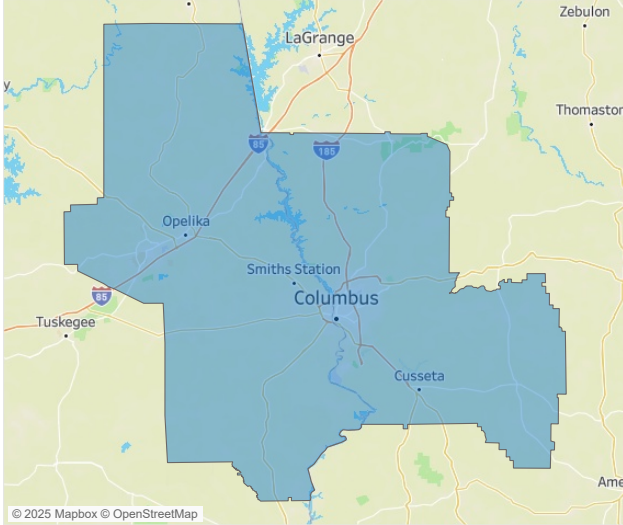 Zebulon
LaGrange
y
Thomaston
85
185
Opelika
Smiths Station
85
Columbus
Tuskegee
Cusseta
Ame
© 2025 Mapbox © OpenStreetMap